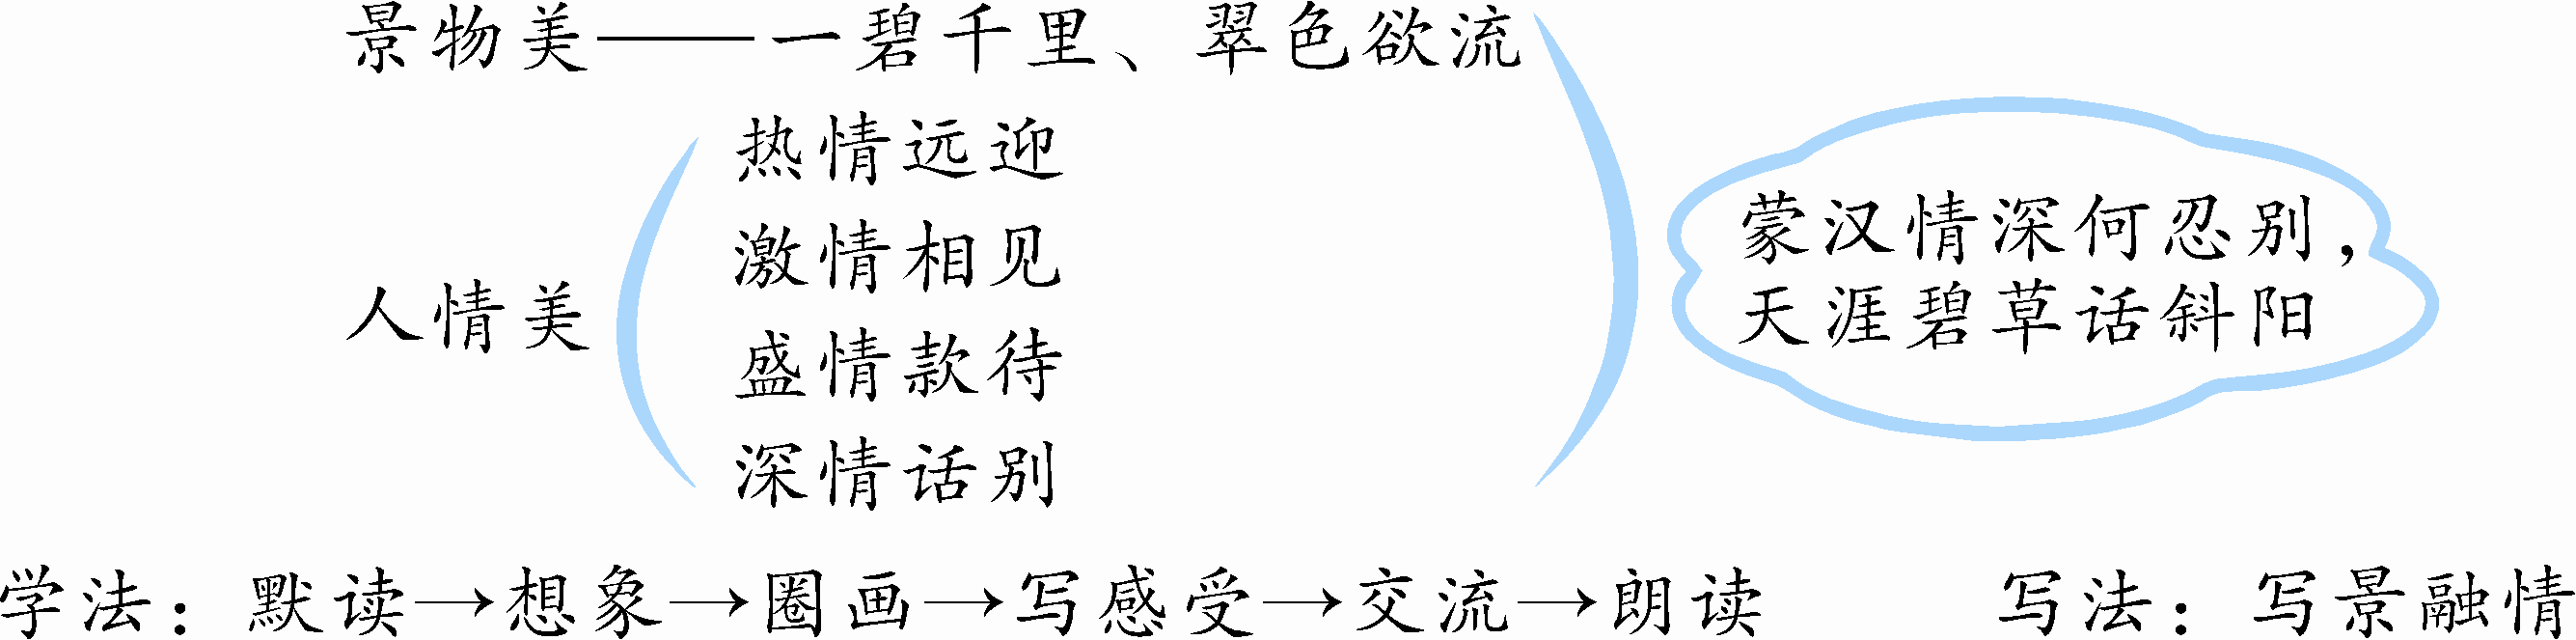 景物美——一碧千里、翠色欲流
人情美
热情远迎
激情相见
盛情款待
深情话别
蒙汉情深何忍别，
天涯碧草话斜阳
学法：默读→想象→圈画→写感受→交流→朗读
写法：写景融情